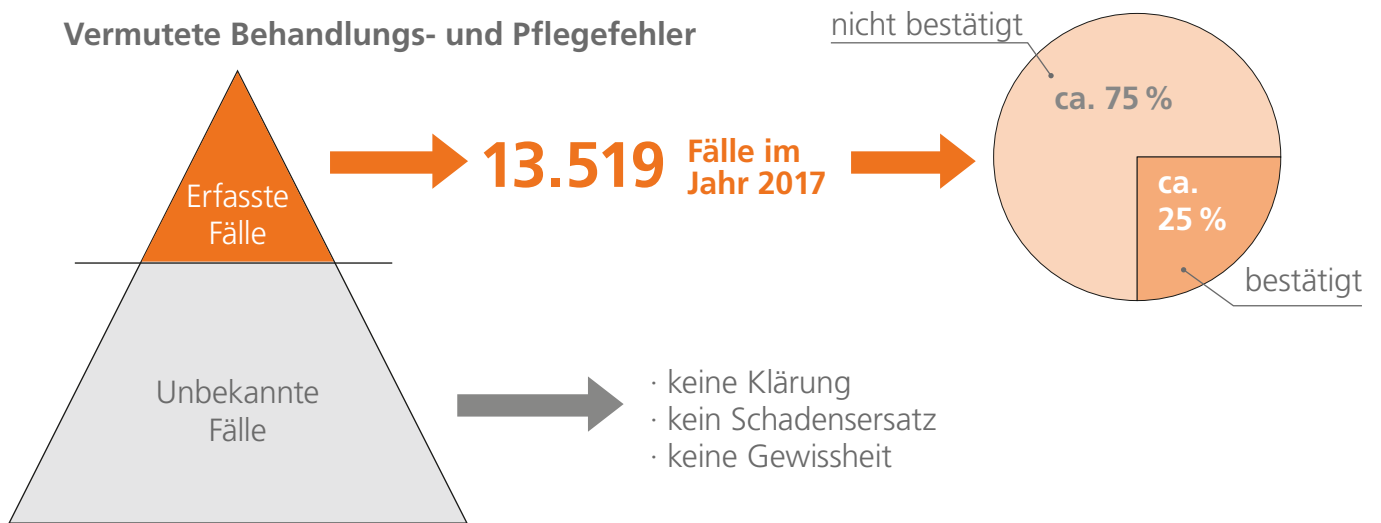 Vermutete Behandlungs- und Pflegefehler
Erfasste
Fälle
13.519
Fälle im
Jahr 2017
nicht bestätigt
ca. 75 %
ca.
25 %
bestätigt
Unbekannte
Fälle
· keine Klärung
· kein Schadensersatz
· keine Gewissheit